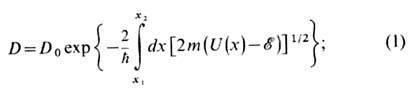 D = D₀ exp { -2/ħ ∫_{x₁}^{x₂} dx [2m(U(x) - ℰ)]^{1/2} }; (1)